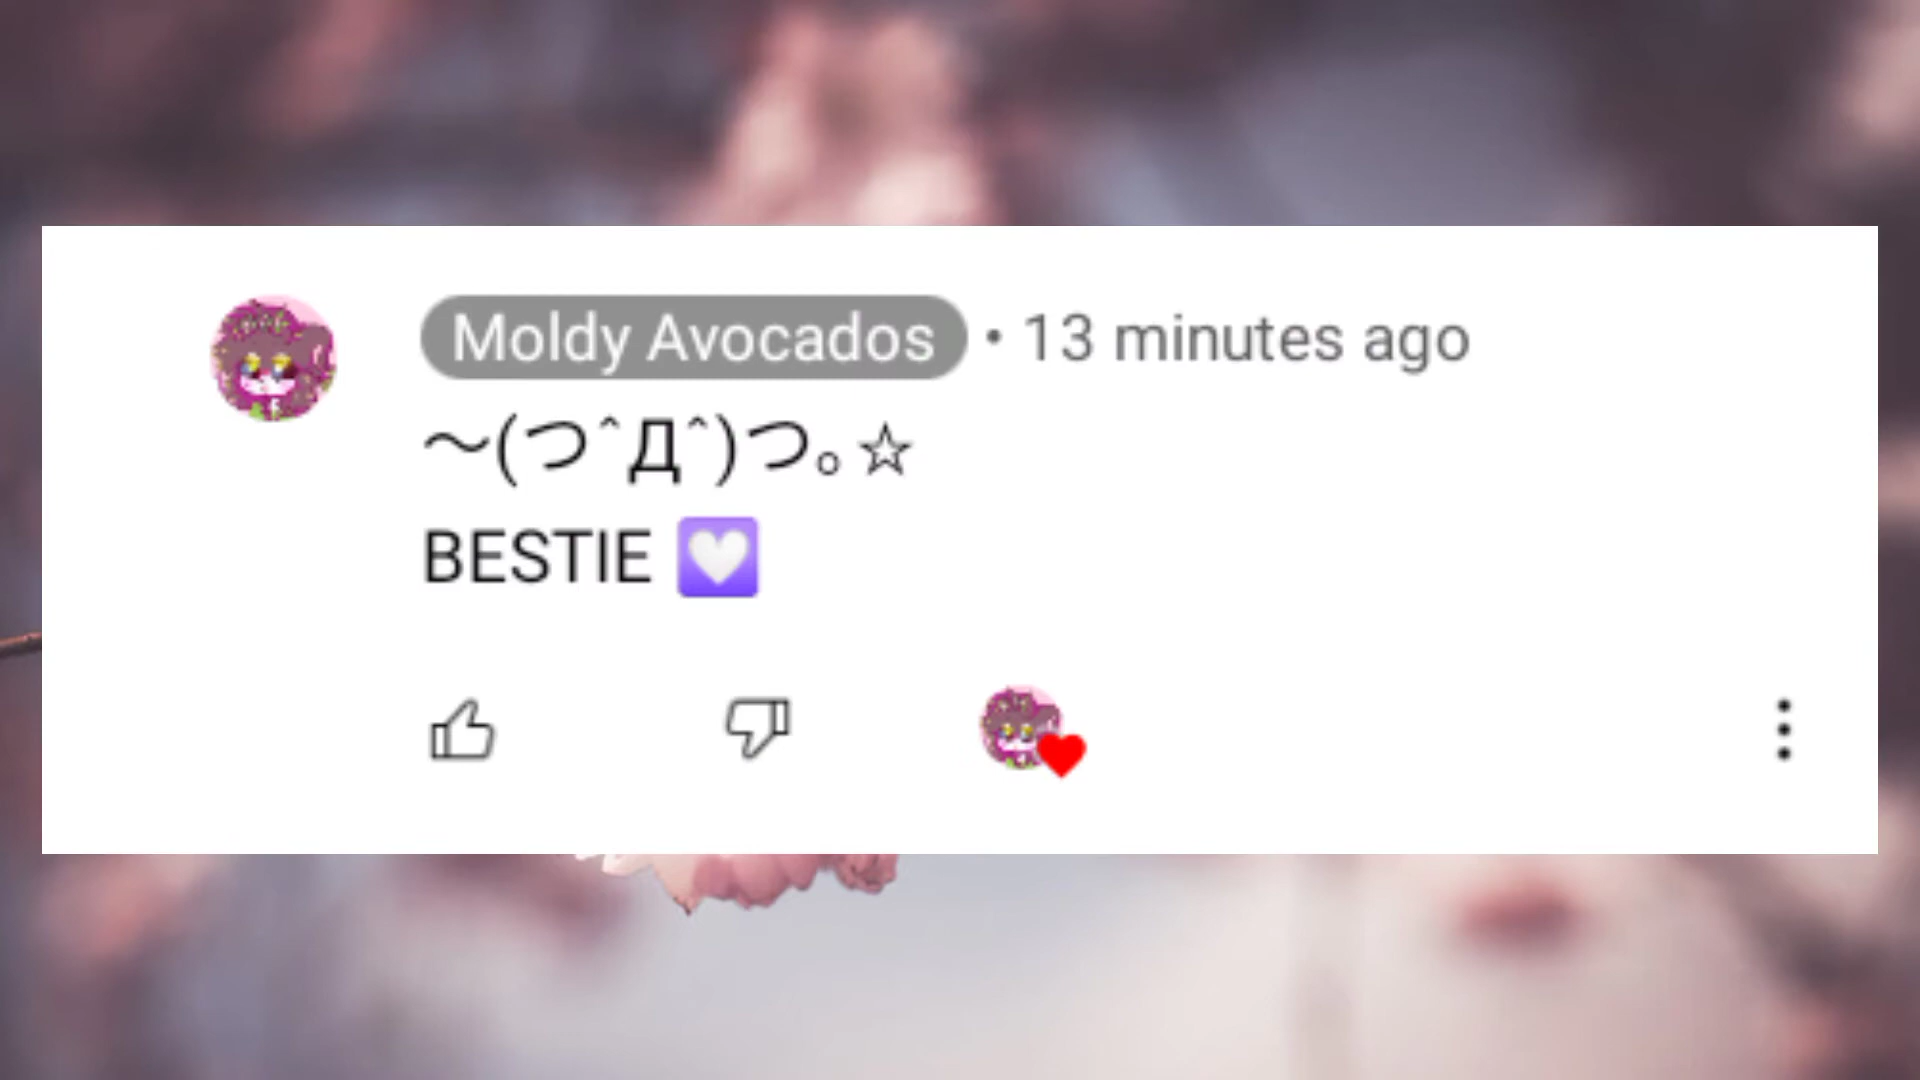 Moldy Avocados • 13 minutes ago
～(つˆДˆ)つ｡☆
BESTIE 💟